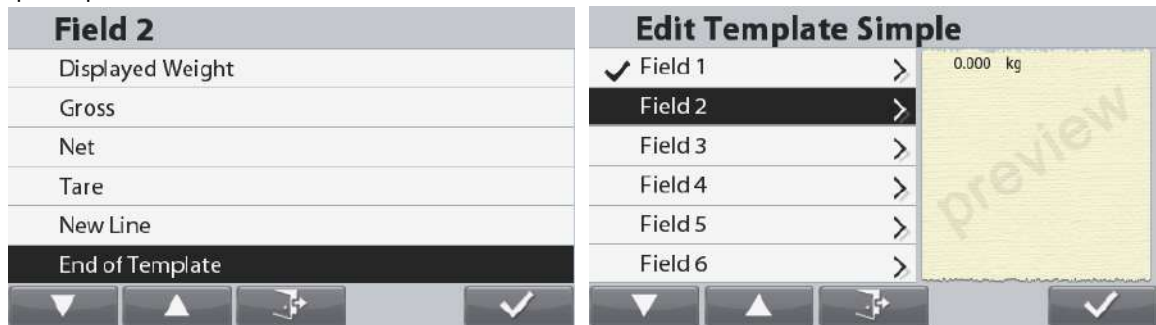 Field 2
Displayed Weight
Gross
Net
Tare
New Line
End of Template
Edit Template Simple
Field 1
Field 2
Field 3
Field 4
Field 5
Field 6
0.000 kg
preview